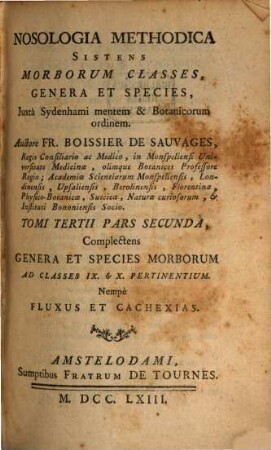 NOSOLOGIA METHODICA
SISTENS
MORBORUM CLASSES,
GENERA ET SPECIES,
Juxtà Sydenhami mentem & Botanicorum
ordinem.
Auctore FR. BOISSIER DE SAUVAGES,
Regis Consiliario ac Medico, in Monspeliensi Uni-
versitate Medicinæ, olimque Botanices Professore
Regio; Academiæ Scientiarum Monspeliensis, Lon-
dinensis, Upsaliensis, Berolinensis, Florentinæ,
Physico-Botanicæ, Suecicæ, Naturæ curiosorum, &
Instituti Bononiensis Socio.
TOMI TERTII PARS SECUNDA,
Complectens
GENERA ET SPECIES MORBORUM
AD CLASSES IX. & X. PERTINENTIUM.
Nempè
FLUXUS ET CACHEXIAS.
AMSTELODAMI,
Sumptibus FRATRUM DE TOURNES.
M. DCC. LXIII.